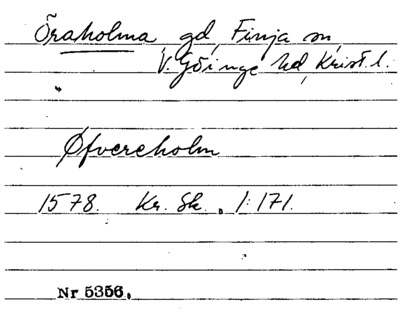 Öraholma, gd, Finja sn,
V. Göinge hd, Krist. l.
Øfvereholm
1578. Kr. Sk. 1:171.
Nr 5356.